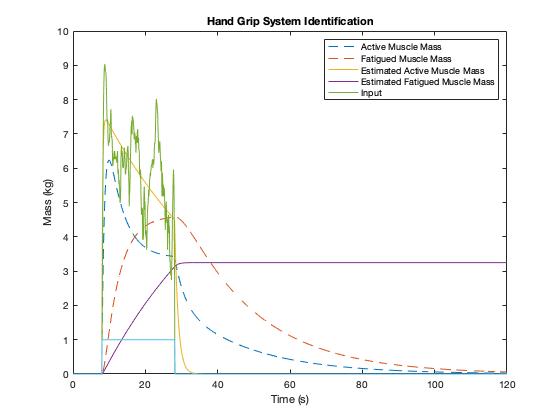 Hand Grip System Identification
10
9
8
7
6
5
4
3
2
1
0
Mass (kg)
Active Muscle Mass
Fatigued Muscle Mass
Estimated Active Muscle Mass
Estimated Fatigued Muscle Mass
Input
0 20 40 60 80 100 120
Time (s)